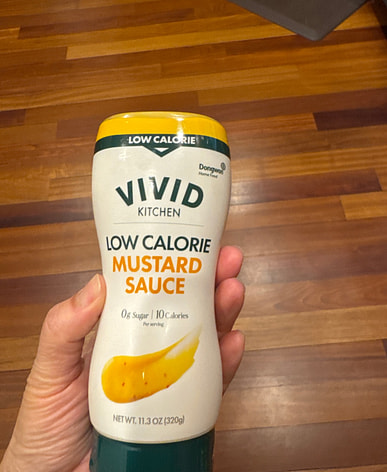 LOW CALORIE
Dongwon
Home Food
VIVID
KITCHEN
LOW CALORIE
MUSTARD
SAUCE
0g Sugar | 10 Calories
Per serving
NET WT. 11.3 OZ (320g)